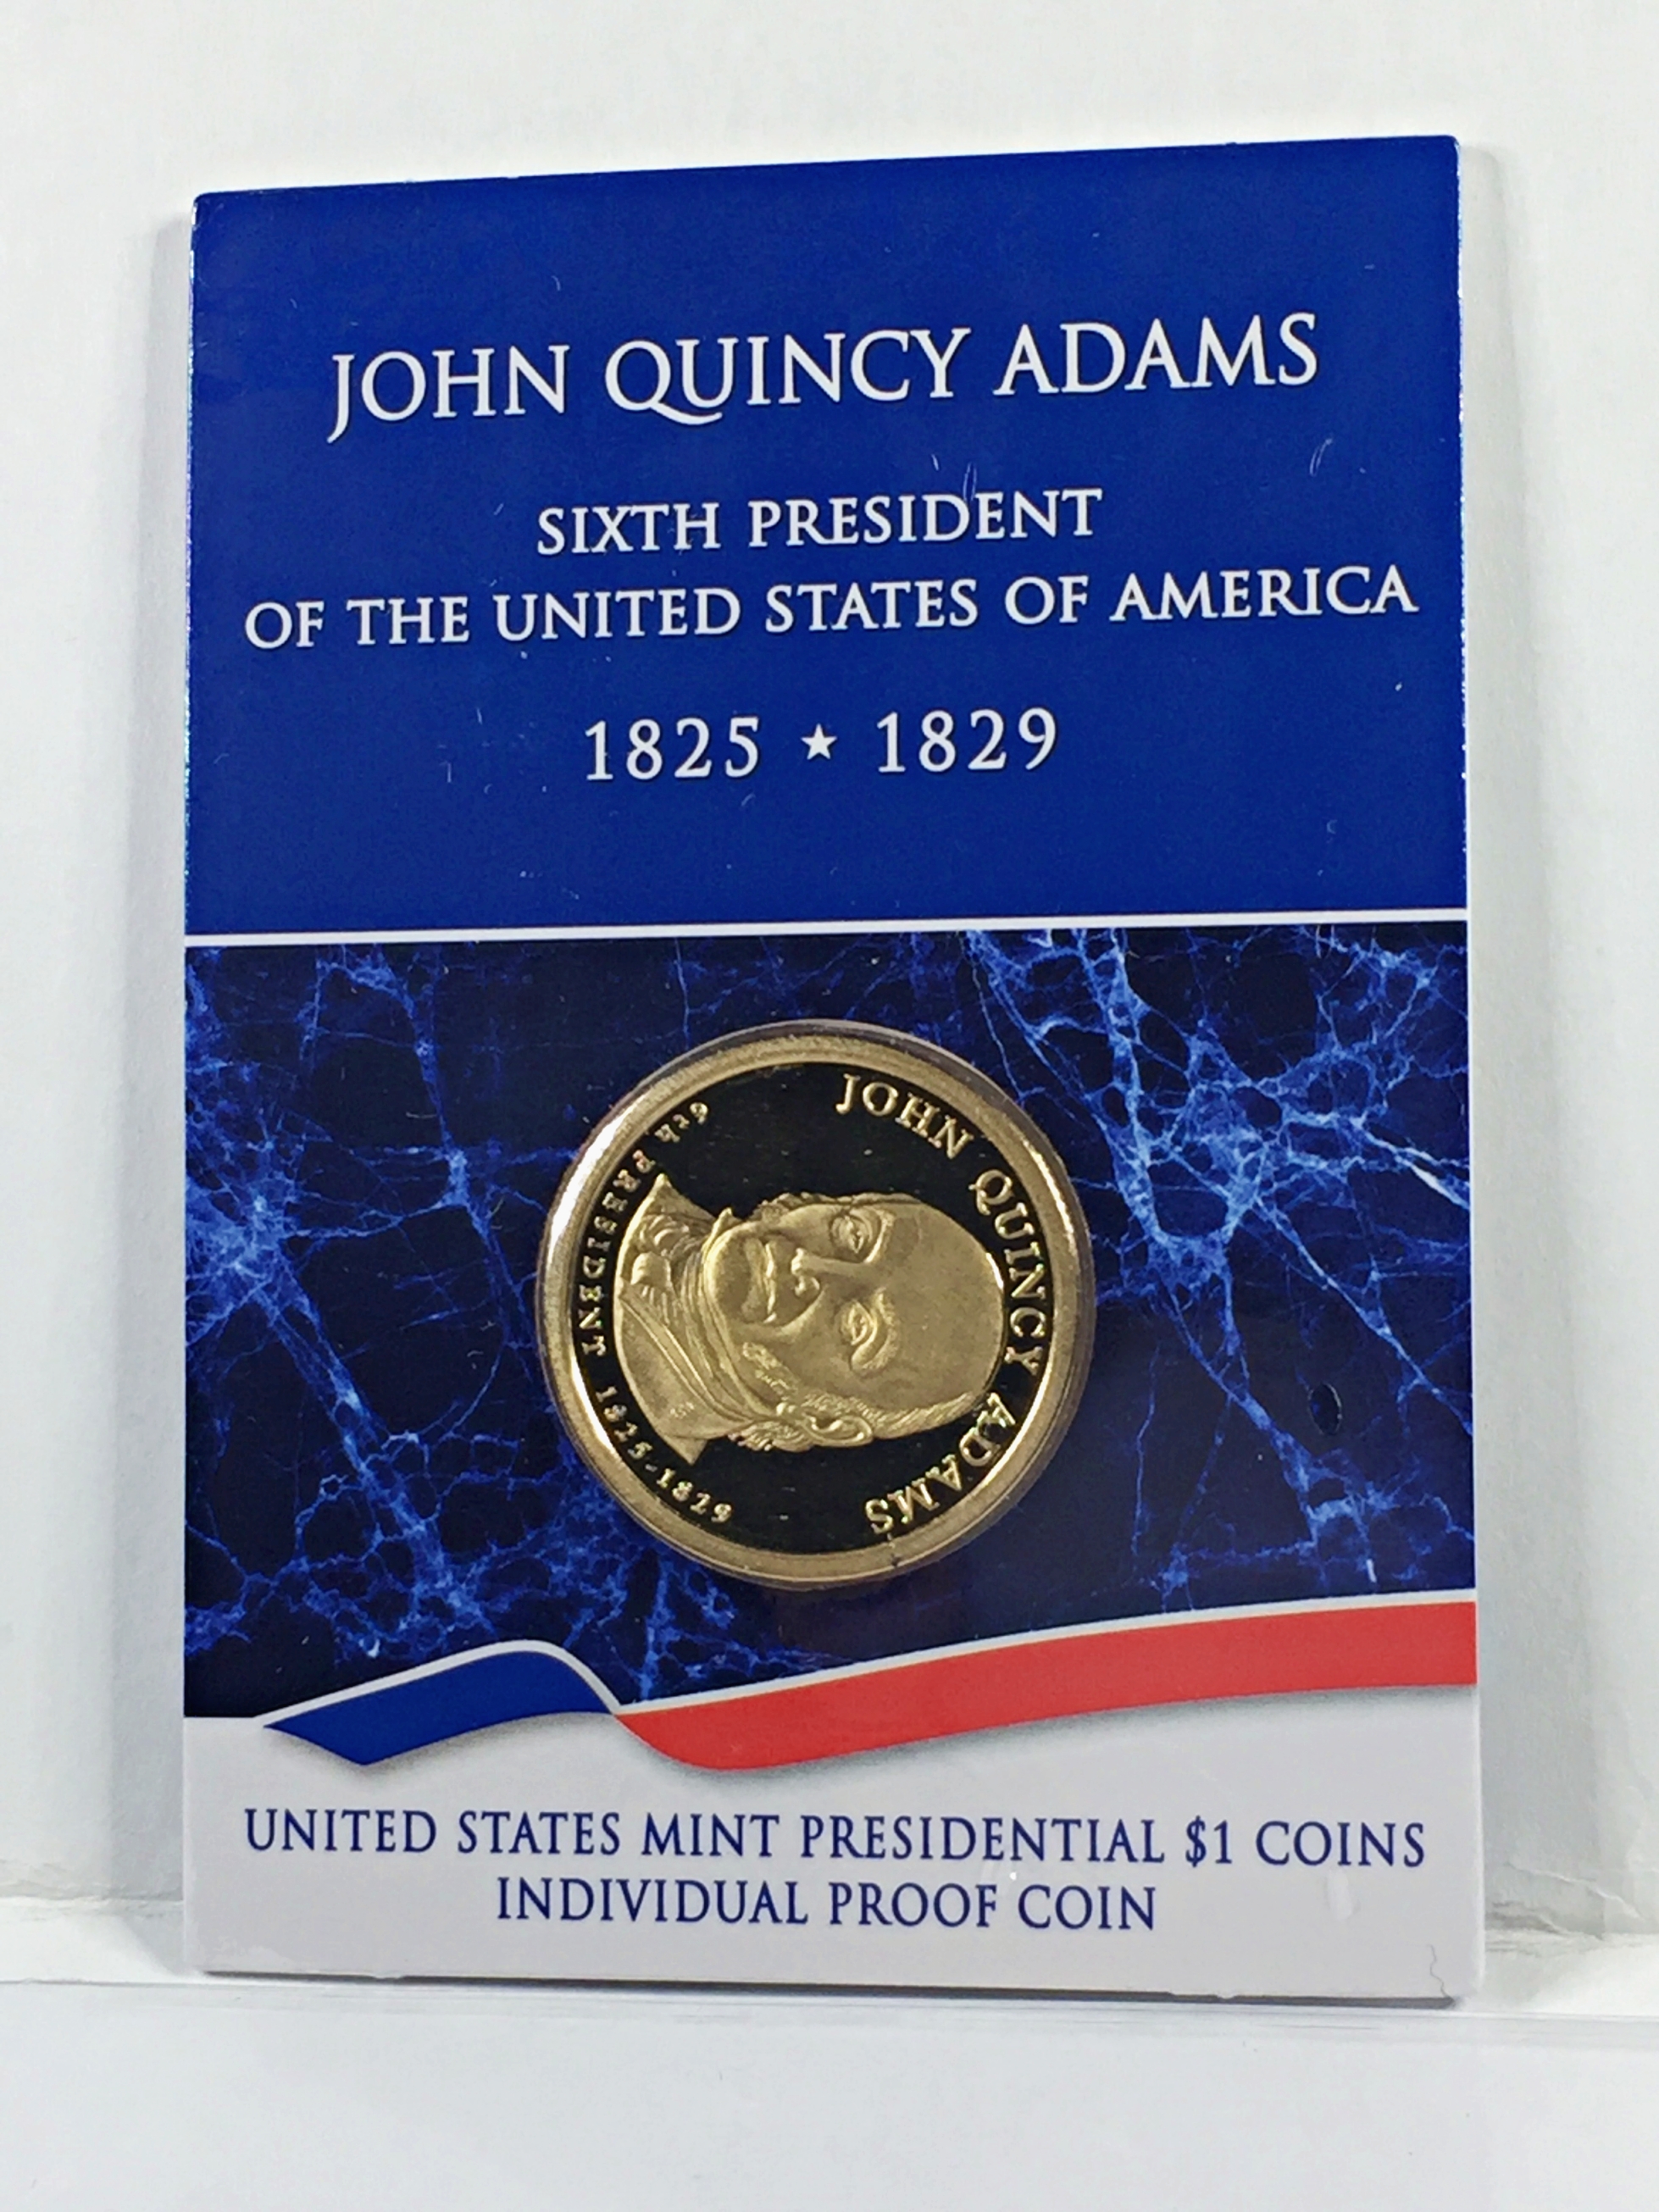 JOHN QUINCY ADAMS
SIXTH PRESIDENT
OF THE UNITED STATES OF AMERICA
1825 ★ 1829
JOHN QUINCY ADAMS
6th PRESIDENT 1825-1829
UNITED STATES MINT PRESIDENTIAL $1 COINS
INDIVIDUAL PROOF COIN